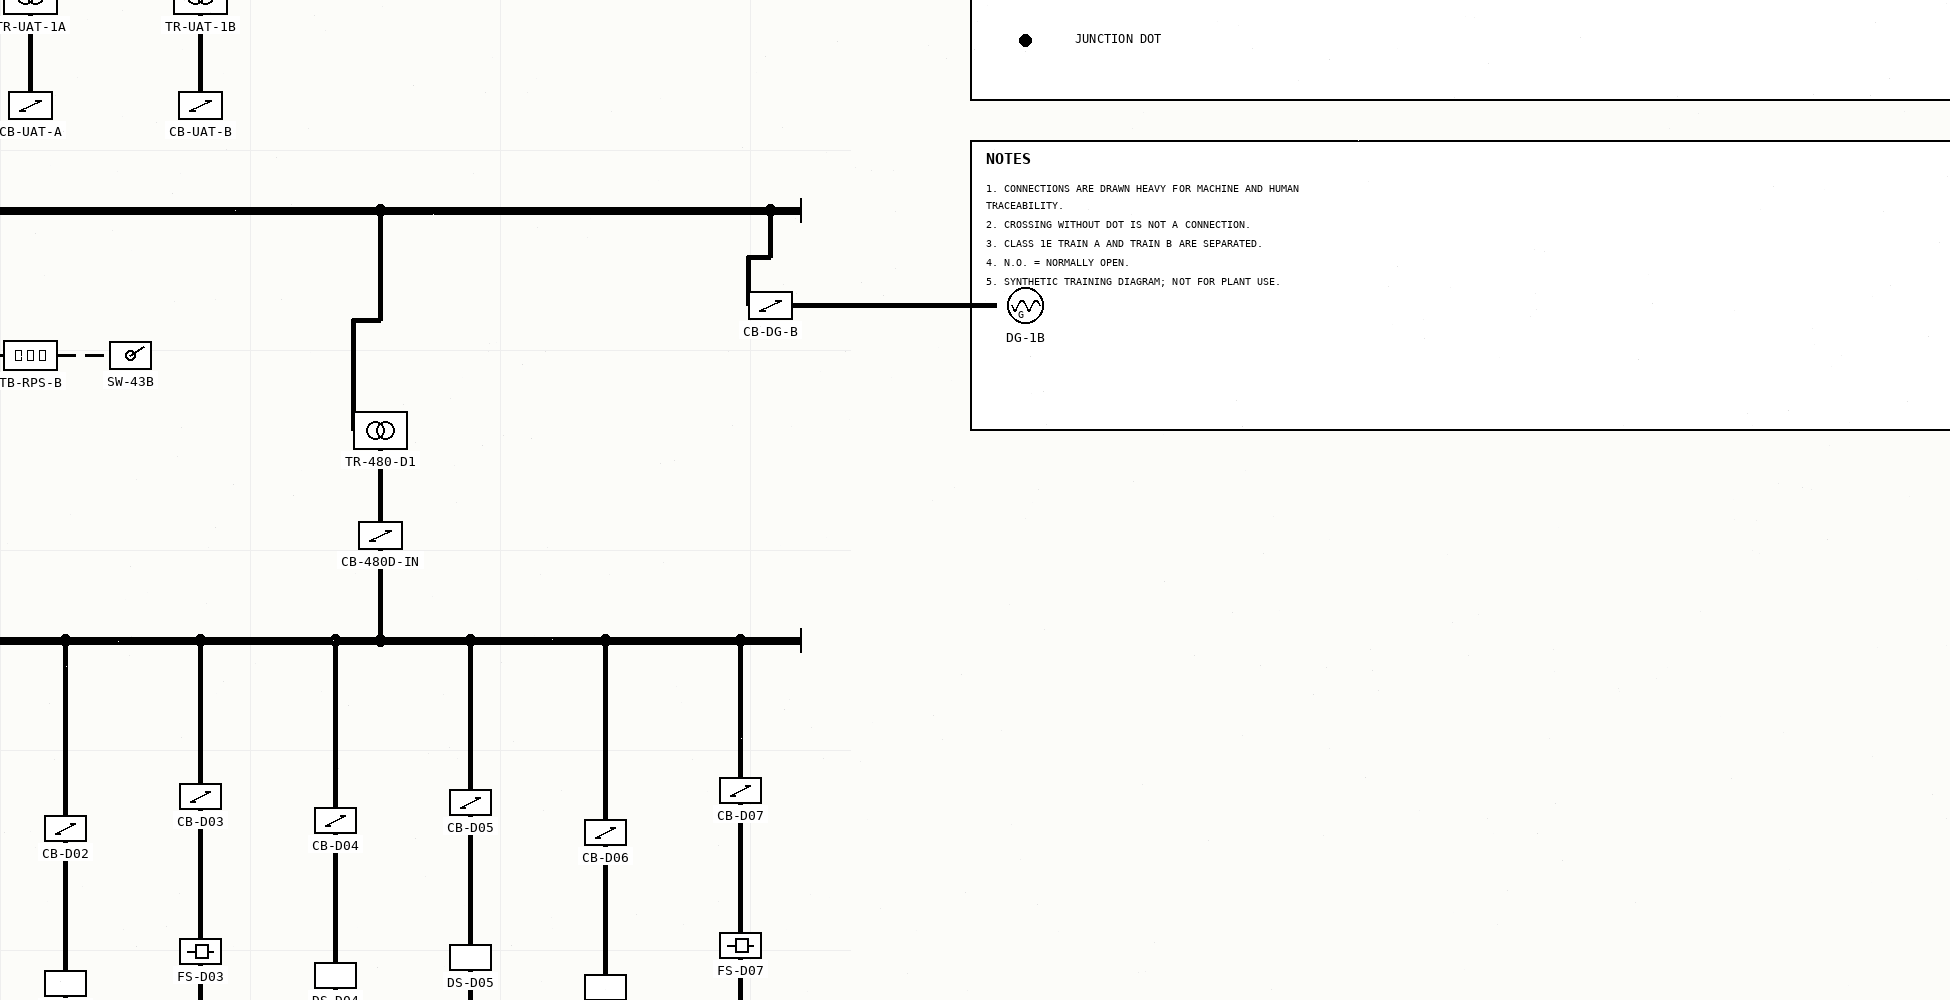 TR-UAT-1A
TR-UAT-1B
JUNCTION DOT
CB-UAT-A
CB-UAT-B
NOTES
1. CONNECTIONS ARE DRAWN HEAVY FOR MACHINE AND HUMAN
TRACEABILITY.
2. CROSSING WITHOUT DOT IS NOT A CONNECTION.
3. CLASS 1E TRAIN A AND TRAIN B ARE SEPARATED.
4. N.O. = NORMALLY OPEN.
5. SYNTHETIC TRAINING DIAGRAM; NOT FOR PLANT USE.
G
CB-DG-B
DG-1B
TB-RPS-B
SW-43B
TR-480-D1
CB-480D-IN
CB-D07
CB-D03
CB-D05
CB-D04
CB-D02
CB-D06
FS-D07
FS-D03
DS-D05
DS-D04